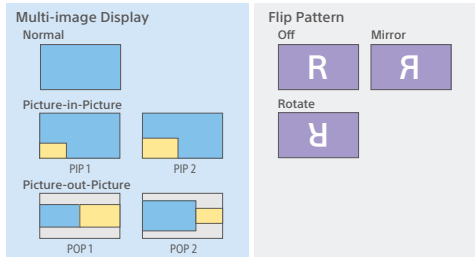 Multi-image Display
Normal
Picture-in-Picture
PIP 1 PIP 2
Picture-out-Picture
POP 1 POP 2
Flip Pattern
Off Mirror
R Я
Rotate
R